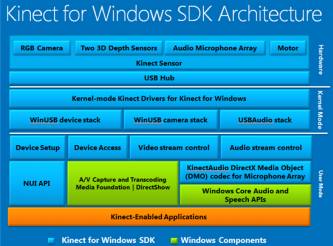 Kinect for Windows SDK Architecture
RGB Camera
Two 3D Depth Sensors
Audio Microphone Array
Motor
Kinect Sensor
USB Hub
Hardware
Kernel-mode Kinect Drivers for Kinect for Windows
WinUSB device stack
WinUSB camera stack
USBAudio stack
Kernel Mode
Device Setup
Device Access
Video stream control
Audio stream control
NUI API
A/V Capture and Transcoding
Media Foundation | DirectShow
KinectAudio DirectX Media Object
(DMO) codec for Microphone Array
Windows Core Audio and
Speech APIs
User Mode
Kinect-Enabled Applications
Kinect for Windows SDK
Windows Components